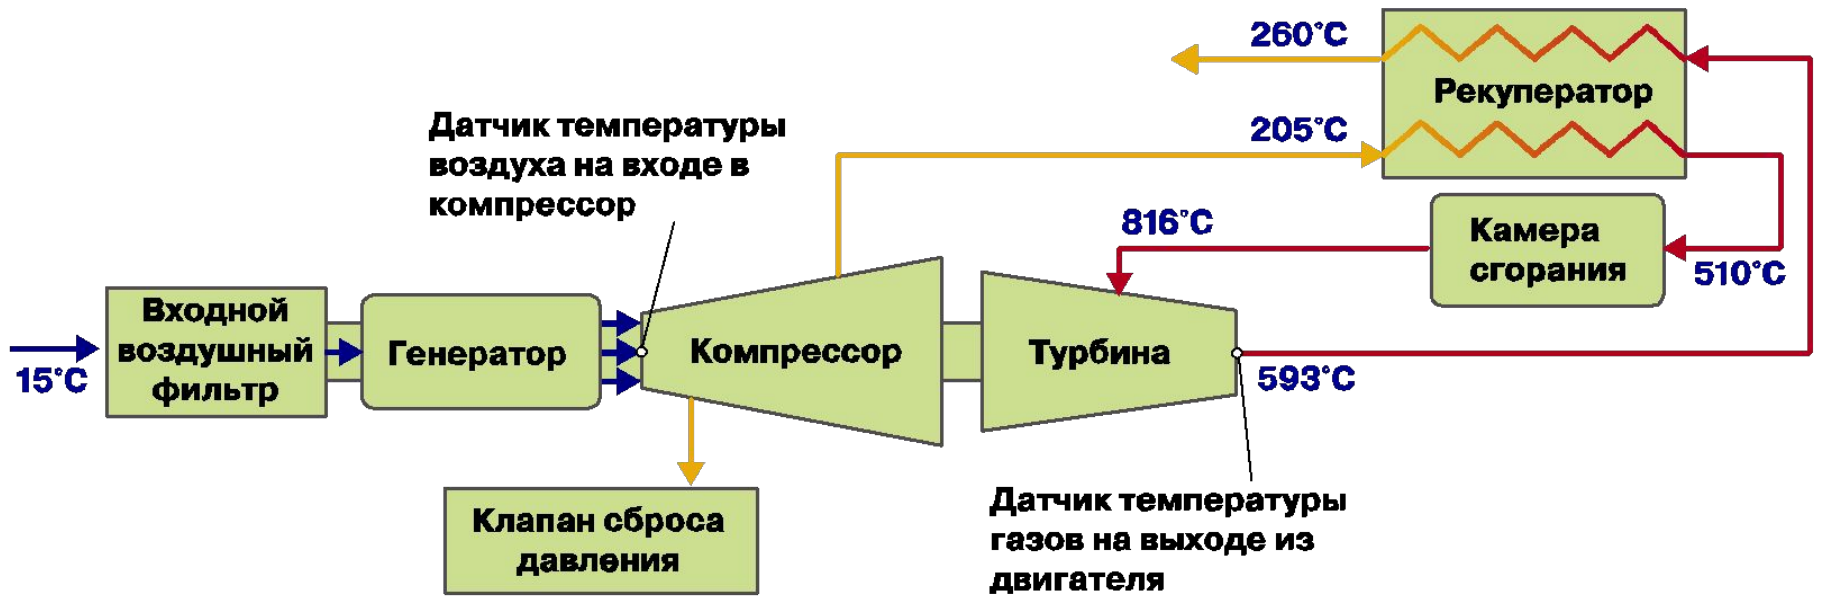 260°C
Рекуператор
205°C
Датчик температуры
воздуха на входе в
компрессор
816°C
Камера
сгорания
510°C
Входной
воздушный
фильтр
15°C
Генератор
Компрессор
Турбина
593°C
Клапан сброса
давления
Датчик температуры
газов на выходе из
двигателя